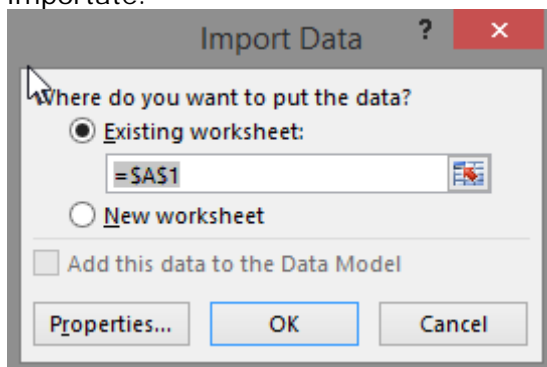 importate.
Import Data ?
Where do you want to put the data?
Existing worksheet:
=$A$1
New worksheet
Add this data to the Data Model
Properties... OK Cancel